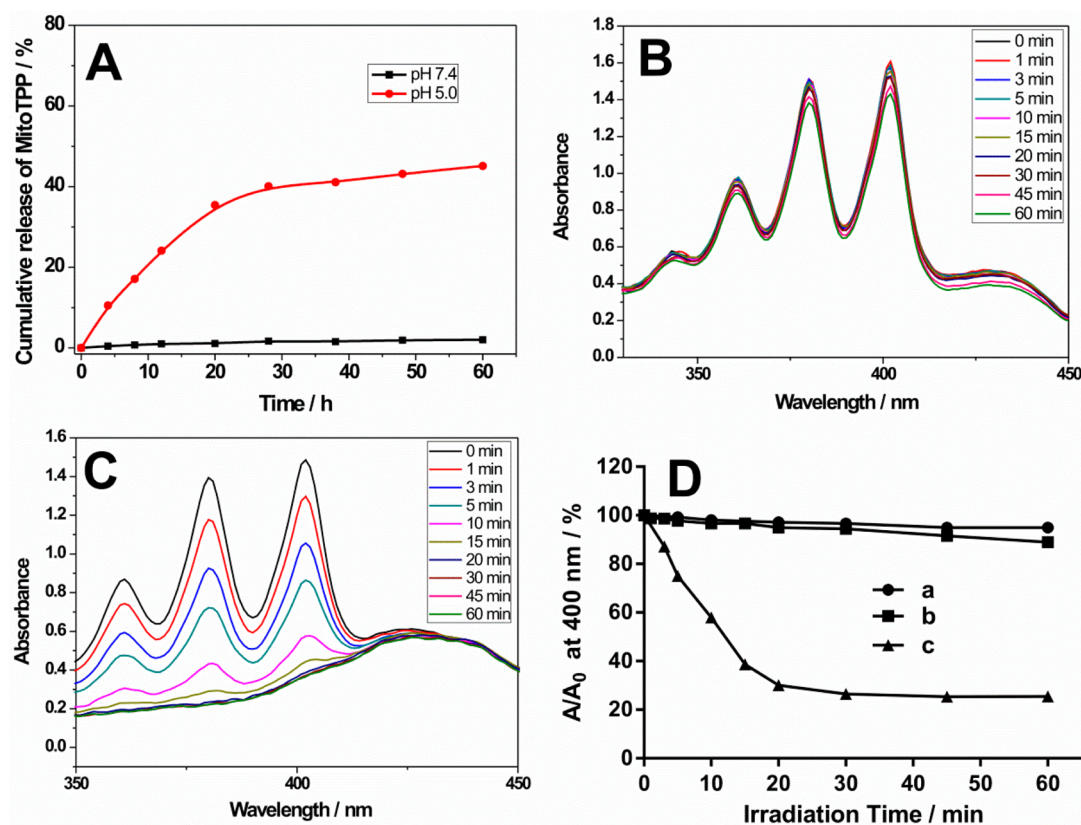 A
Cumulative release of MitoTPP / %
80
60
40
20
0
pH 7.4
pH 5.0
0 10 20 30 40 50 60
Time / h
B
Absorbance
1.8
1.6
1.4
1.2
1.0
0.8
0.6
0.4
0.2
0.0
0 min
1 min
3 min
5 min
10 min
15 min
20 min
30 min
45 min
60 min
350 400 450
Wavelength / nm
C
Absorbance
1.6
1.4
1.2
1.0
0.8
0.6
0.4
0.2
0.0
0 min
1 min
3 min
5 min
10 min
15 min
20 min
30 min
45 min
60 min
350 400 450
Wavelength / nm
D
A/A₀ at 400 nm / %
120
100
80
60
40
20
0
a
b
c
0 10 20 30 40 50 60
Irradiation Time / min